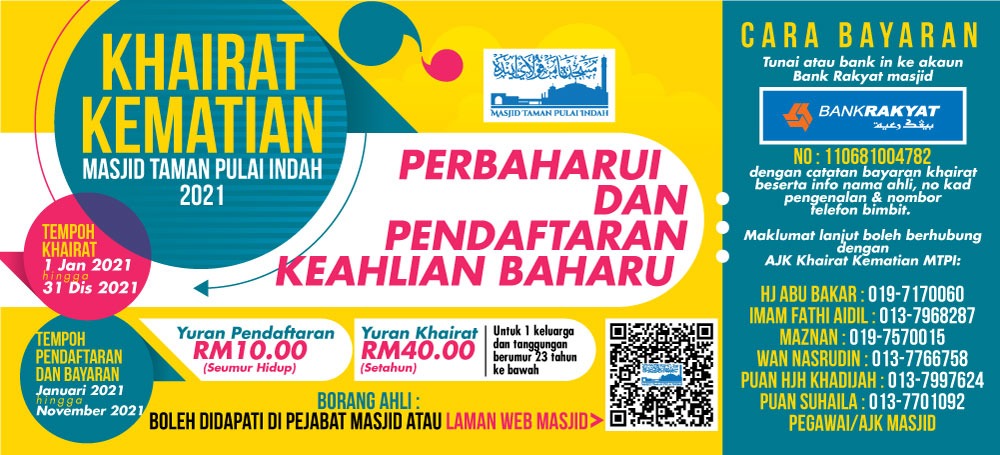 KHAIRAT
KEMATIAN
MASJID TAMAN PULAI INDAH
2021
TEMPOH
KHAIRAT
1 Jan 2021
hingga
31 Dis 2021
TEMPOH
PENDAFTARAN
DAN BAYARAN
Januari 2021
hingga
November 2021
MASJID TAMAN PULAI INDAH
PERBAHARUI
DAN
PENDAFTARAN
KEAHLIAN BAHARU
Yuran Pendaftaran
RM10.00
(Seumur Hidup)
Yuran Khairat
RM40.00
(Setahun)
Untuk 1 keluarga
dan tanggungan
berumur 23 tahun
ke bawah
BORANG AHLI :
BOLEH DIDAPATI DI PEJABAT MASJID ATAU LAMAN WEB MASJID >
CARA BAYARAN
Tunai atau bank in ke akaun
Bank Rakyat masjid
BANKRAKYAT
NO : 110681004782
dengan catatan bayaran khairat
beserta info nama ahli, no kad
pengenalan & nombor
telefon bimbit.
Maklumat lanjut boleh berhubung
dengan
AJK Khairat Kematian MTPI:
HJ ABU BAKAR : 019-7170060
IMAM FATHI AIDIL : 013-7968287
MAZNAN : 019-7570015
WAN NASRUDIN : 013-7766758
PUAN HJH KHADIJAH : 013-7997624
PUAN SUHAILA : 013-7701092
PEGAWAI/AJK MASJID